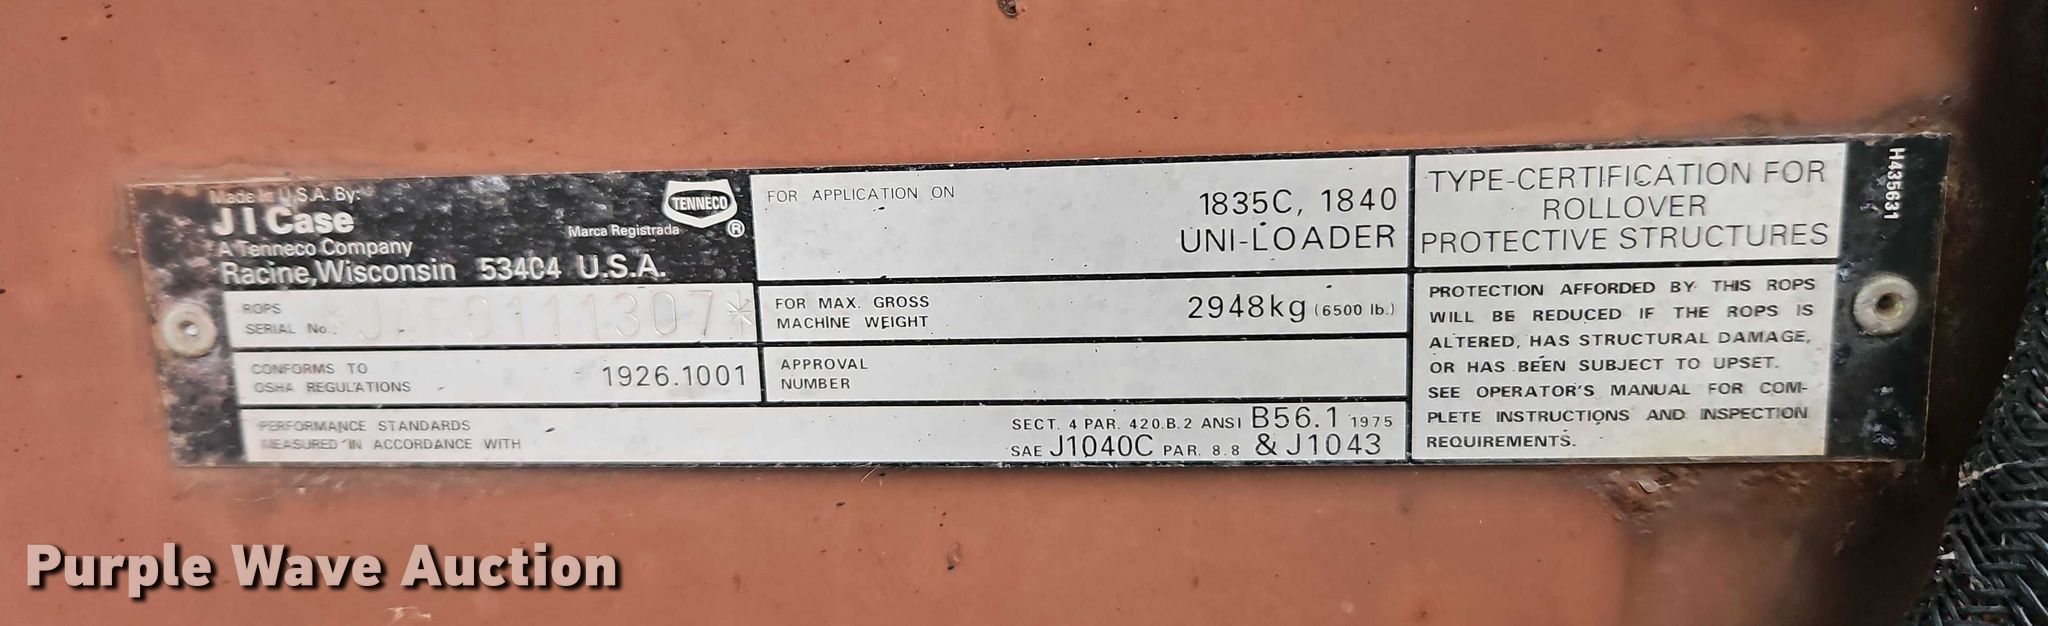 Made in U.S.A. By:
J I Case
A Tenneco Company
Racine, Wisconsin 53404 U.S.A.
TENNECO
®
Marca Registrada
ROPS
SERIAL No. *JAF0111307*
CONFORMS TO
OSHA REGULATIONS
1926.1001
PERFORMANCE STANDARDS
MEASURED IN ACCORDANCE WITH
SECT. 4 PAR. 420.B.2 ANSI B56.1 1975
SAE J1040C PAR. 8.8 & J1043
FOR APPLICATION ON
1835C, 1840
UNI-LOADER
FOR MAX. GROSS
MACHINE WEIGHT
2948kg (6500 lb.)
APPROVAL
NUMBER
TYPE-CERTIFICATION FOR
ROLLOVER
PROTECTIVE STRUCTURES
PROTECTION AFFORDED BY THIS ROPS
WILL BE REDUCED IF THE ROPS IS
ALTERED, HAS STRUCTURAL DAMAGE,
OR HAS BEEN SUBJECT TO UPSET.
SEE OPERATOR'S MANUAL FOR COM-
PLETE INSTRUCTIONS AND INSPECTION
REQUIREMENTS.
H435631
Purple Wave Auction